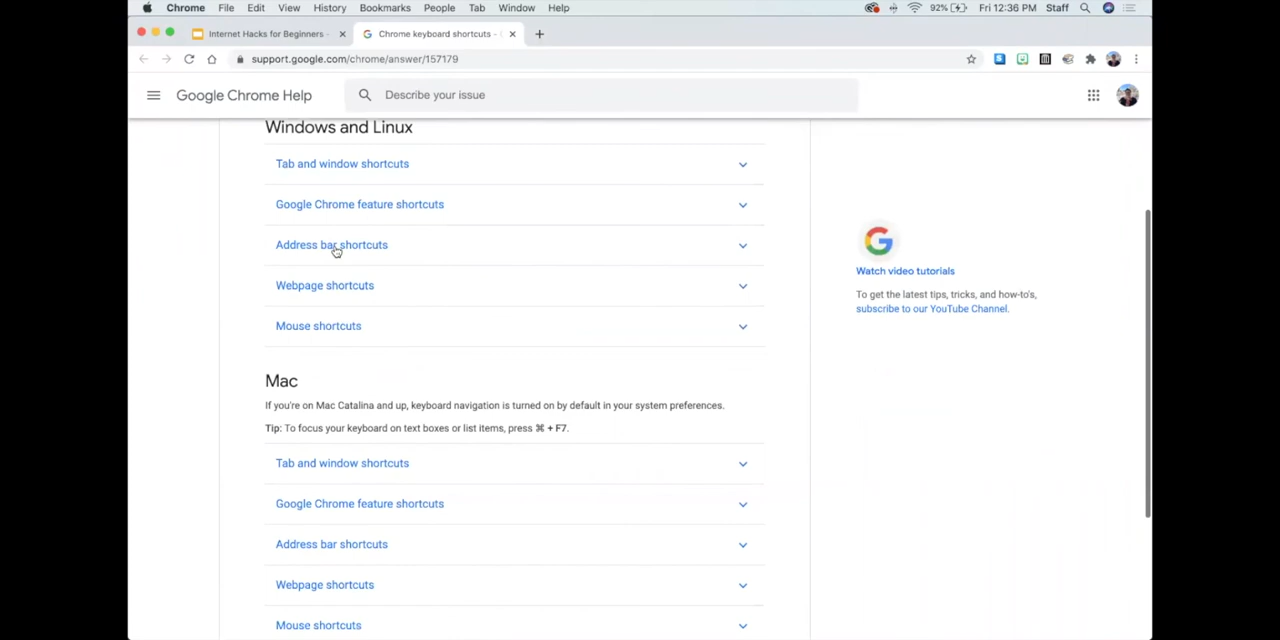 Chrome File Edit View History Bookmarks People Tab Window Help 92% Fri 12:36 PM Staff
Internet Hacks for Beginners - Chrome keyboard shortcuts -
support.google.com/chrome/answer/157179
Google Chrome Help Describe your issue
Windows and Linux
Tab and window shortcuts
Google Chrome feature shortcuts
Address bar shortcuts
Webpage shortcuts
Mouse shortcuts
Watch video tutorials
To get the latest tips, tricks, and how-to's,
subscribe to our YouTube Channel.
Mac
If you're on Mac Catalina and up, keyboard navigation is turned on by default in your system preferences.
Tip: To focus your keyboard on text boxes or list items, press ⌘ + F7.
Tab and window shortcuts
Google Chrome feature shortcuts
Address bar shortcuts
Webpage shortcuts
Mouse shortcuts